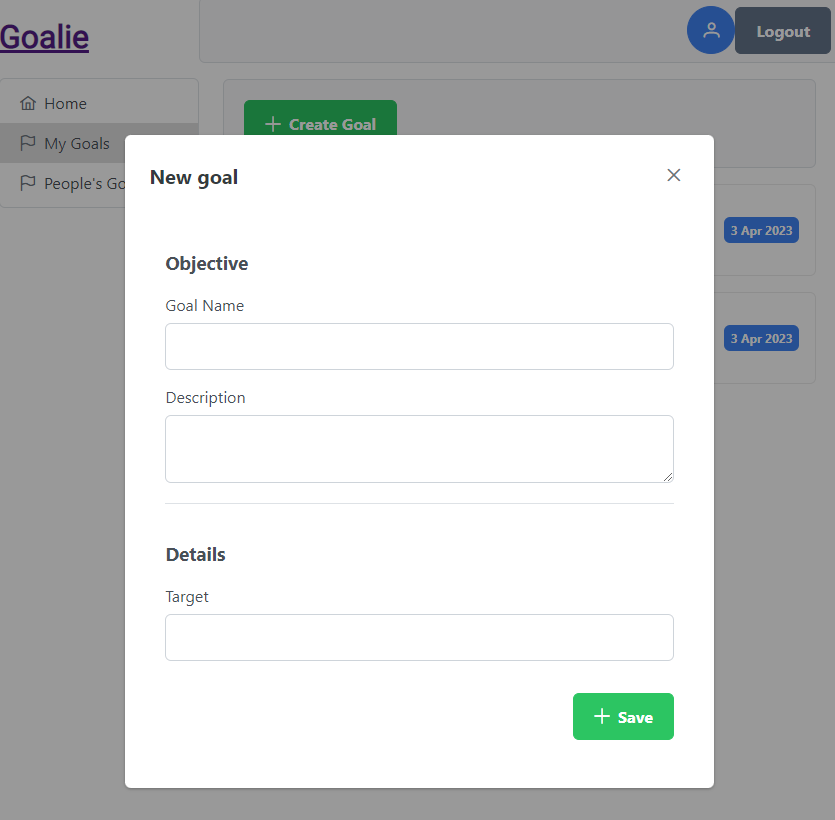 Goalie
Logout
Home
My Goals
People's Go
Create Goal
3 Apr 2023
3 Apr 2023
New goal
Objective
Goal Name
Description
Details
Target
Save